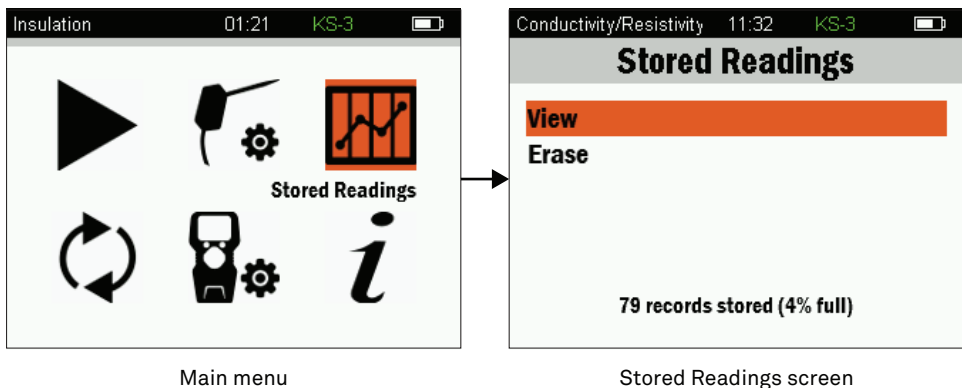 Insulation 01:21 KS-3
Stored Readings
Main menu
Conductivity/Resistivity 11:32 KS-3
Stored Readings
View
Erase
79 records stored (4% full)
Stored Readings screen